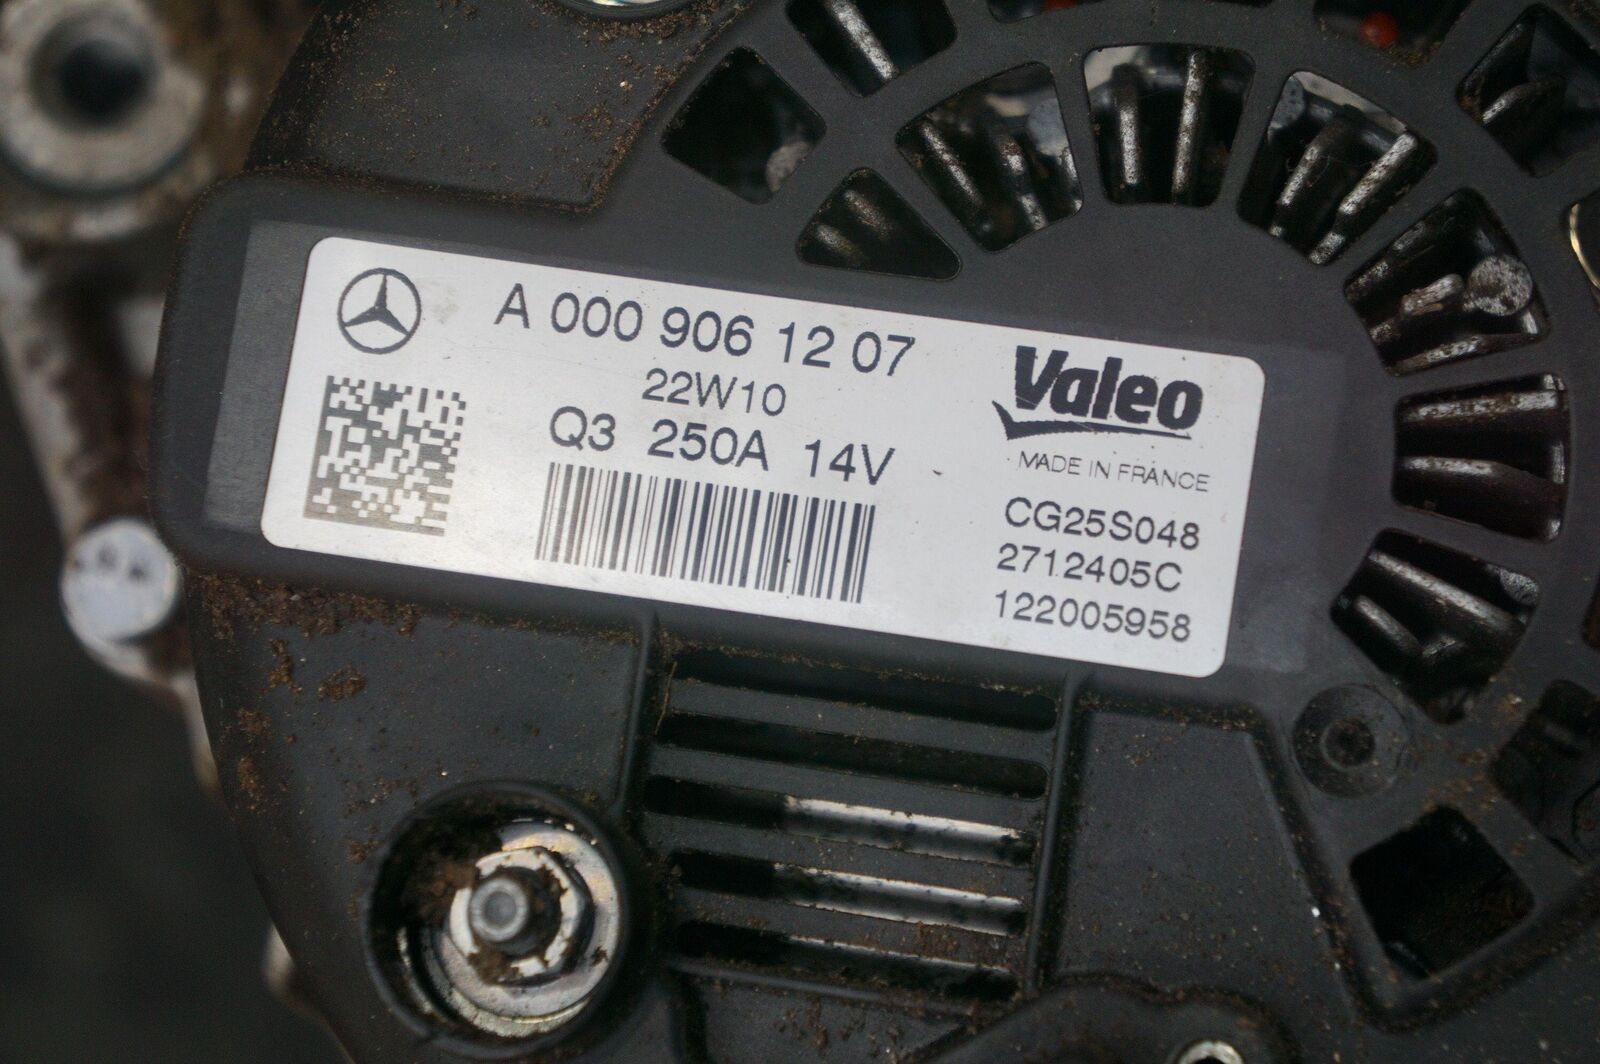 A 000 906 12 07
22W10
Q3 250A 14V
Valeo
MADE IN FRANCE
CG25S048
2712405C
122005958